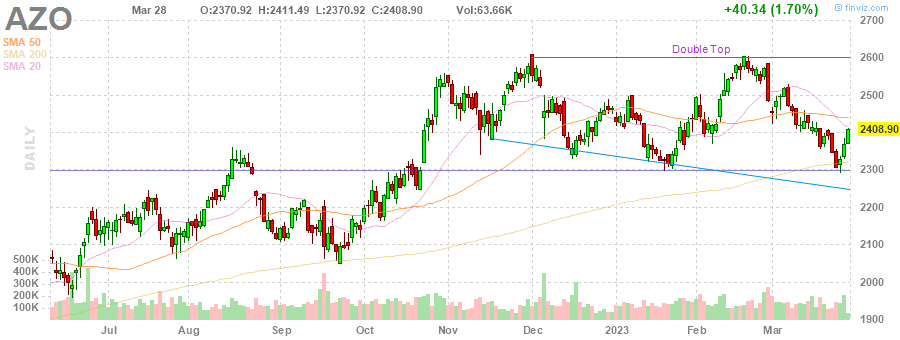 AZO
Mar 28 O:2370.92 H:2411.49 L:2370.92 C:2408.90 Vol:63.66K +40.34 (1.70%)
© finviz.com
SMA 50
SMA 200
SMA 20
DAILY
Double Top
2700
2600
2500
2408.90
2400
2300
2200
2100
2000
1900
500K
400K
300K
200K
100K
Jul Aug Sep Oct Nov Dec 2023 Feb Mar